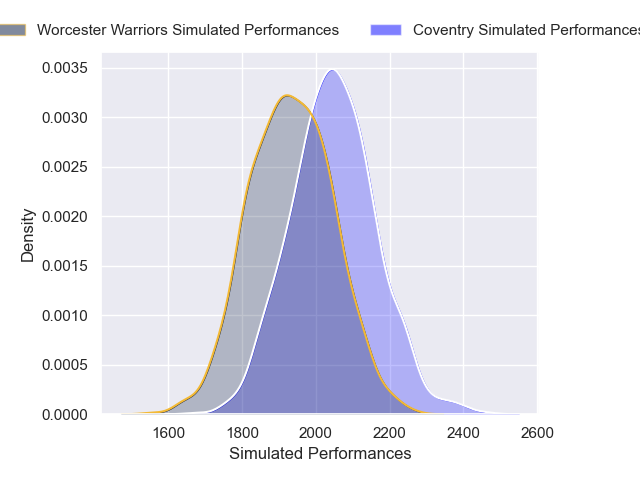 Worcester Warriors Simulated Performances
Coventry Simulated Performances
0.0035
0.0030
0.0025
0.0020
0.0015
0.0010
0.0005
0.0000
Density
1600 1800 2000 2200 2400 2600
Simulated Performances